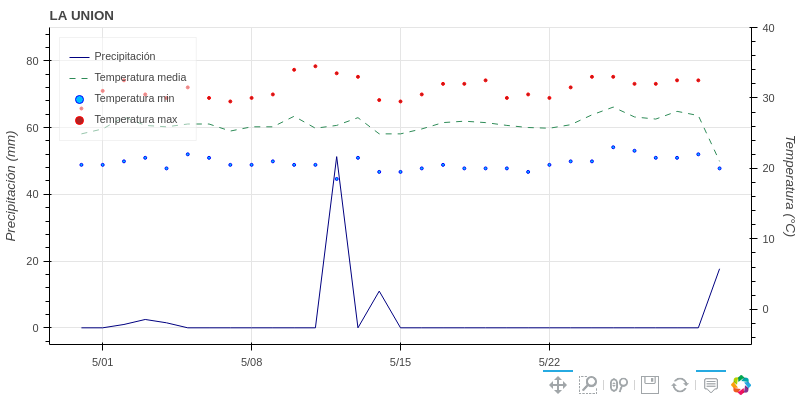 LA UNION
Precipitación
Temperatura media
Temperatura min
Temperatura max
Precipitación (mm)
80
60
40
20
0
Temperatura (°C)
40
30
20
10
0
5/01
5/08
5/15
5/22